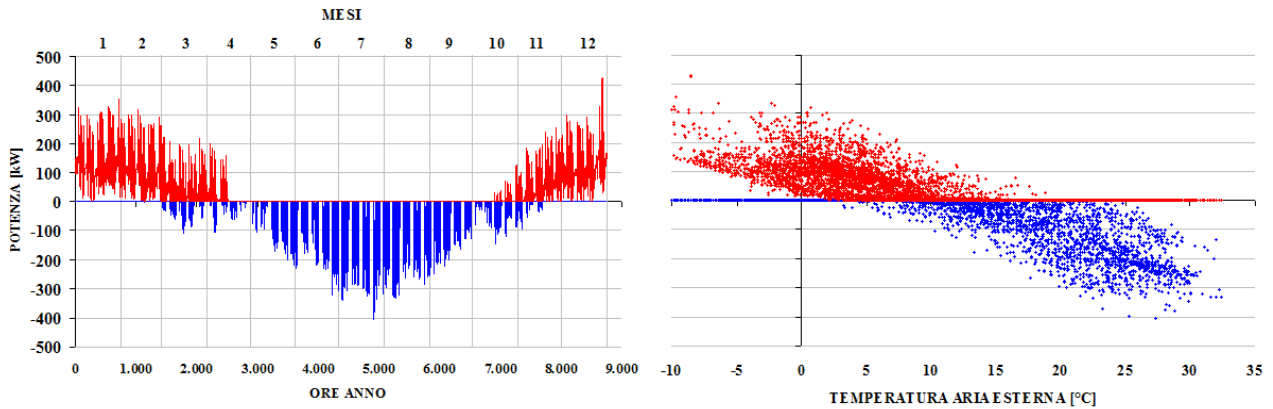 MESI
1 2 3 4 5 6 7 8 9 10 11 12
500
400
300
200
100
0
-100
-200
-300
-400
-500
POTENZA [kW]
0 1.000 2.000 3.000 4.000 5.000 6.000 7.000 8.000 9.000
ORE ANNO
-10 -5 0 5 10 15 20 25 30 35
TEMPERATURA ARIA ESTERNA [°C]